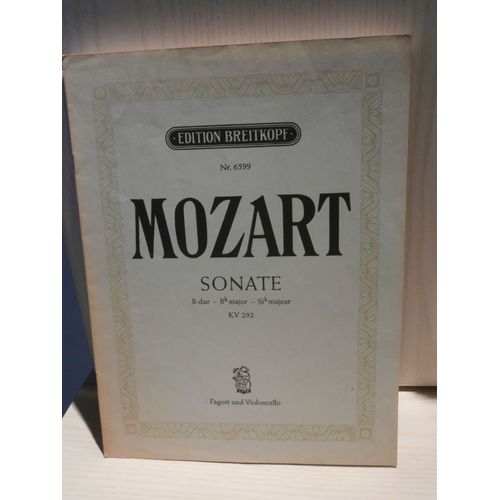 EDITION BREITKOPF
Nr. 6599
MOZART
SONATE
B-dur – B♭ major – Si♭ majeur
KV 292
Fagott und Violoncello